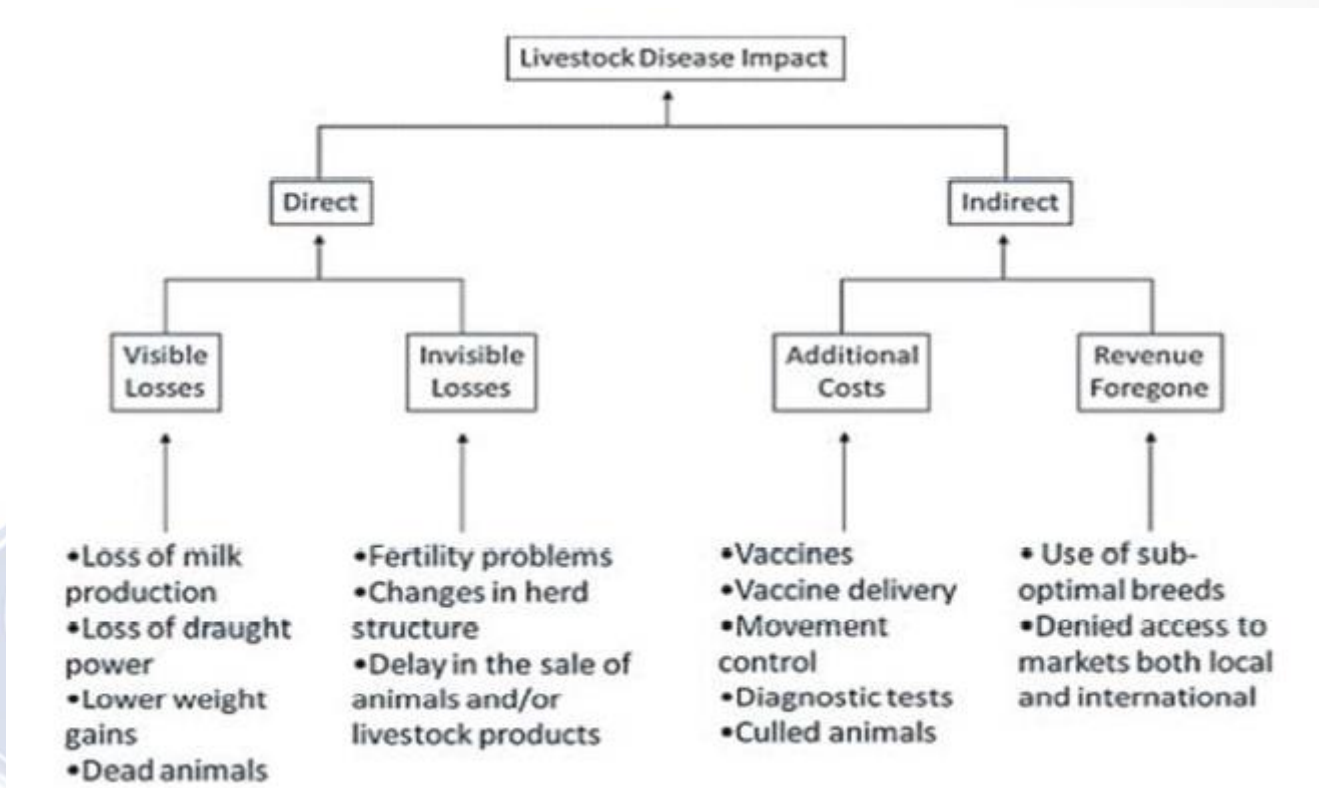 Livestock Disease Impact
Direct
Indirect
Visible
Losses
Invisible
Losses
Additional
Costs
Revenue
Foregone
•Loss of milk
production
•Loss of draught
power
•Lower weight
gains
•Dead animals
•Fertility problems
•Changes in herd
structure
•Delay in the sale of
animals and/or
livestock products
•Vaccines
•Vaccine delivery
•Movement
control
•Diagnostic tests
•Culled animals
• Use of sub-
optimal breeds
•Denied access to
markets both local
and international